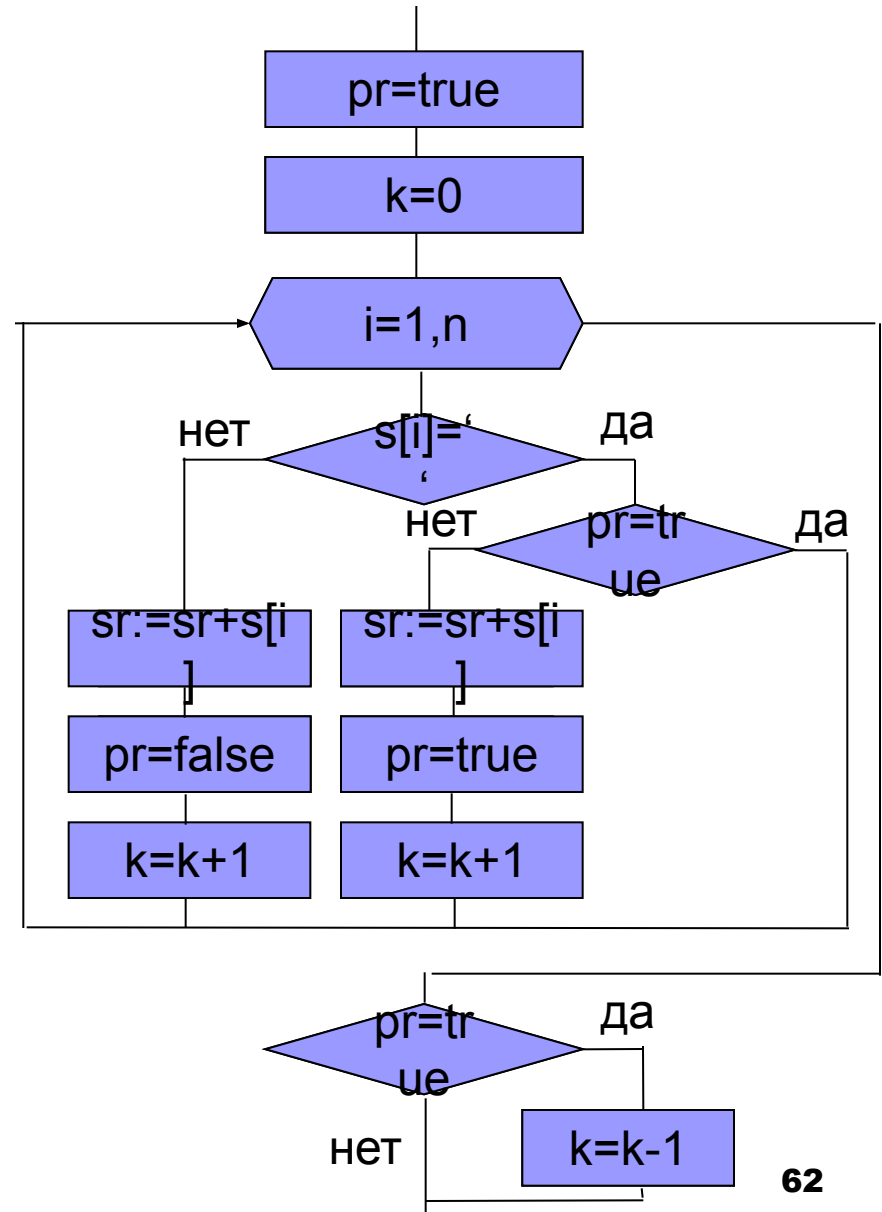 pr=true
k=0
i=1,n
нет
s[i]=‘
‘
да
нет
pr=tr
ue
да
sr:=sr+s[i
]
sr:=sr+s[i
]
pr=false
pr=true
k=k+1
k=k+1
pr=tr
ue
да
нет
k=k-1
62